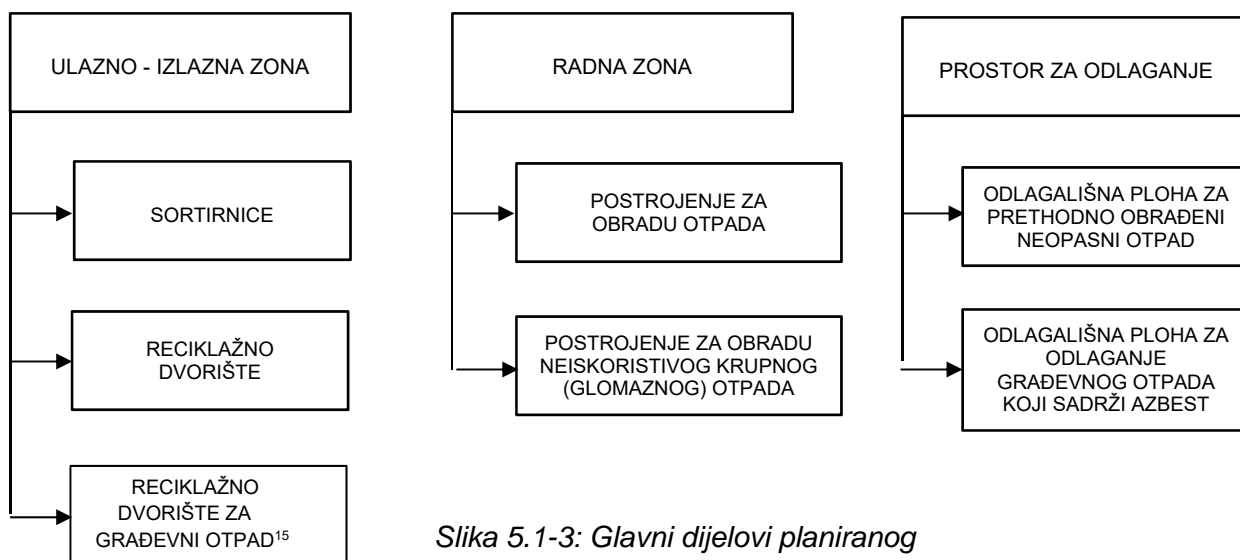 ULAZNO - IZLAZNA ZONA
SORTIRNICE
RECIKLAŽNO
DVORIŠTE
RECIKLAŽNO
DVORIŠTE ZA
GRAĐEVNI OTPAD¹⁵
RADNA ZONA
POSTROJENJE ZA
OBRADU OTPADA
POSTROJENJE ZA OBRADU
NEISKORISTIVOG KRUPNOG
(GLOMAZNOG) OTPADA
PROSTOR ZA ODLAGANJE
ODLAGALIŠNA PLOHA ZA
PRETHODNO OBRAĐENI
NEOPASNI OTPAD
ODLAGALIŠNA PLOHA ZA
ODLAGANJE
GRAĐEVNOG OTPADA
KOJI SADRŽI AZBEST
Slika 5.1-3: Glavni dijelovi planiranog